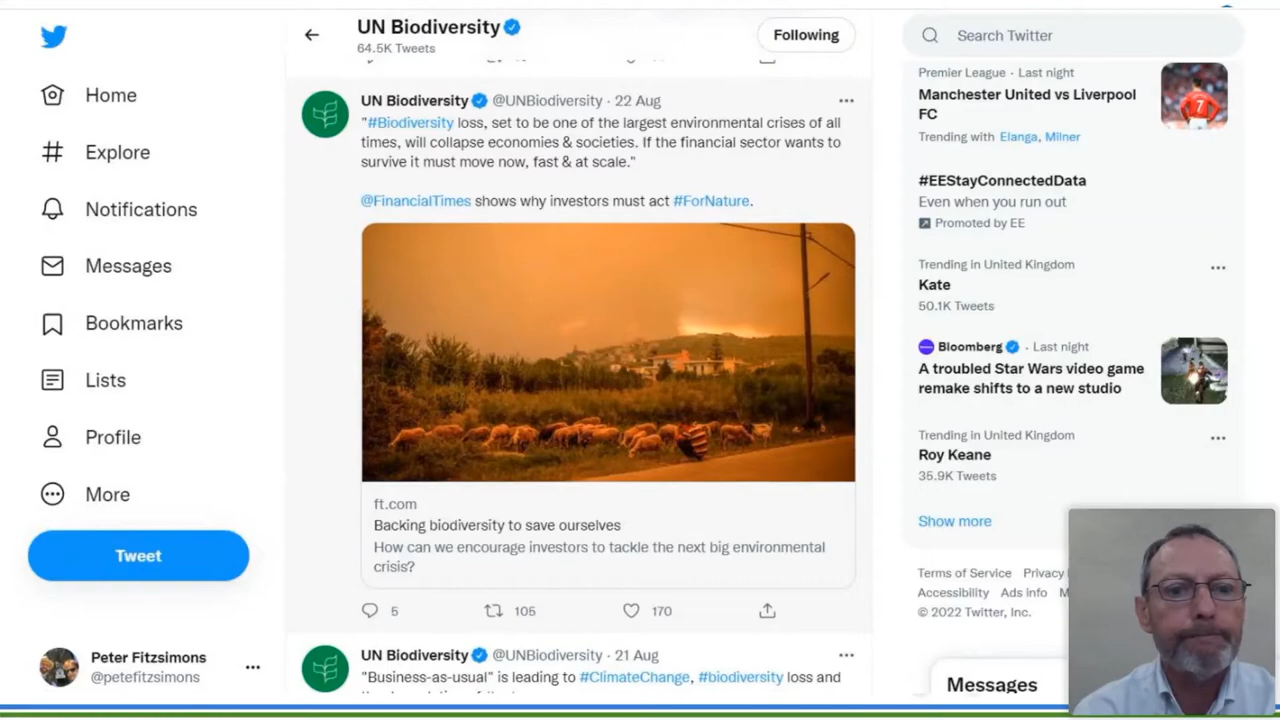 Home
Explore
Notifications
Messages
Bookmarks
Lists
Profile
More
Tweet
Peter Fitzsimons
@petefitzsimons
UN Biodiversity
64.5K Tweets
Following
UN Biodiversity @UNBiodiversity · 22 Aug
"#Biodiversity loss, set to be one of the largest environmental crises of all
times, will collapse economies & societies. If the financial sector wants to
survive it must move now, fast & at scale."
@FinancialTimes shows why investors must act #ForNature.
ft.com
Backing biodiversity to save ourselves
How can we encourage investors to tackle the next big environmental
crisis?
5 105 170
UN Biodiversity @UNBiodiversity · 21 Aug
"Business-as-usual" is leading to #ClimateChange, #biodiversity loss and
Search Twitter
Premier League · Last night
Manchester United vs Liverpool
FC
Trending with Elanga, Milner
#EEStayConnectedData
Even when you run out
Promoted by EE
Trending in United Kingdom
Kate
50.1K Tweets
Bloomberg · Last night
A troubled Star Wars video game
remake shifts to a new studio
Trending in United Kingdom
Roy Keane
35.9K Tweets
Show more
Terms of Service Privacy
Accessibility Ads info
© 2022 Twitter, Inc.
Messages